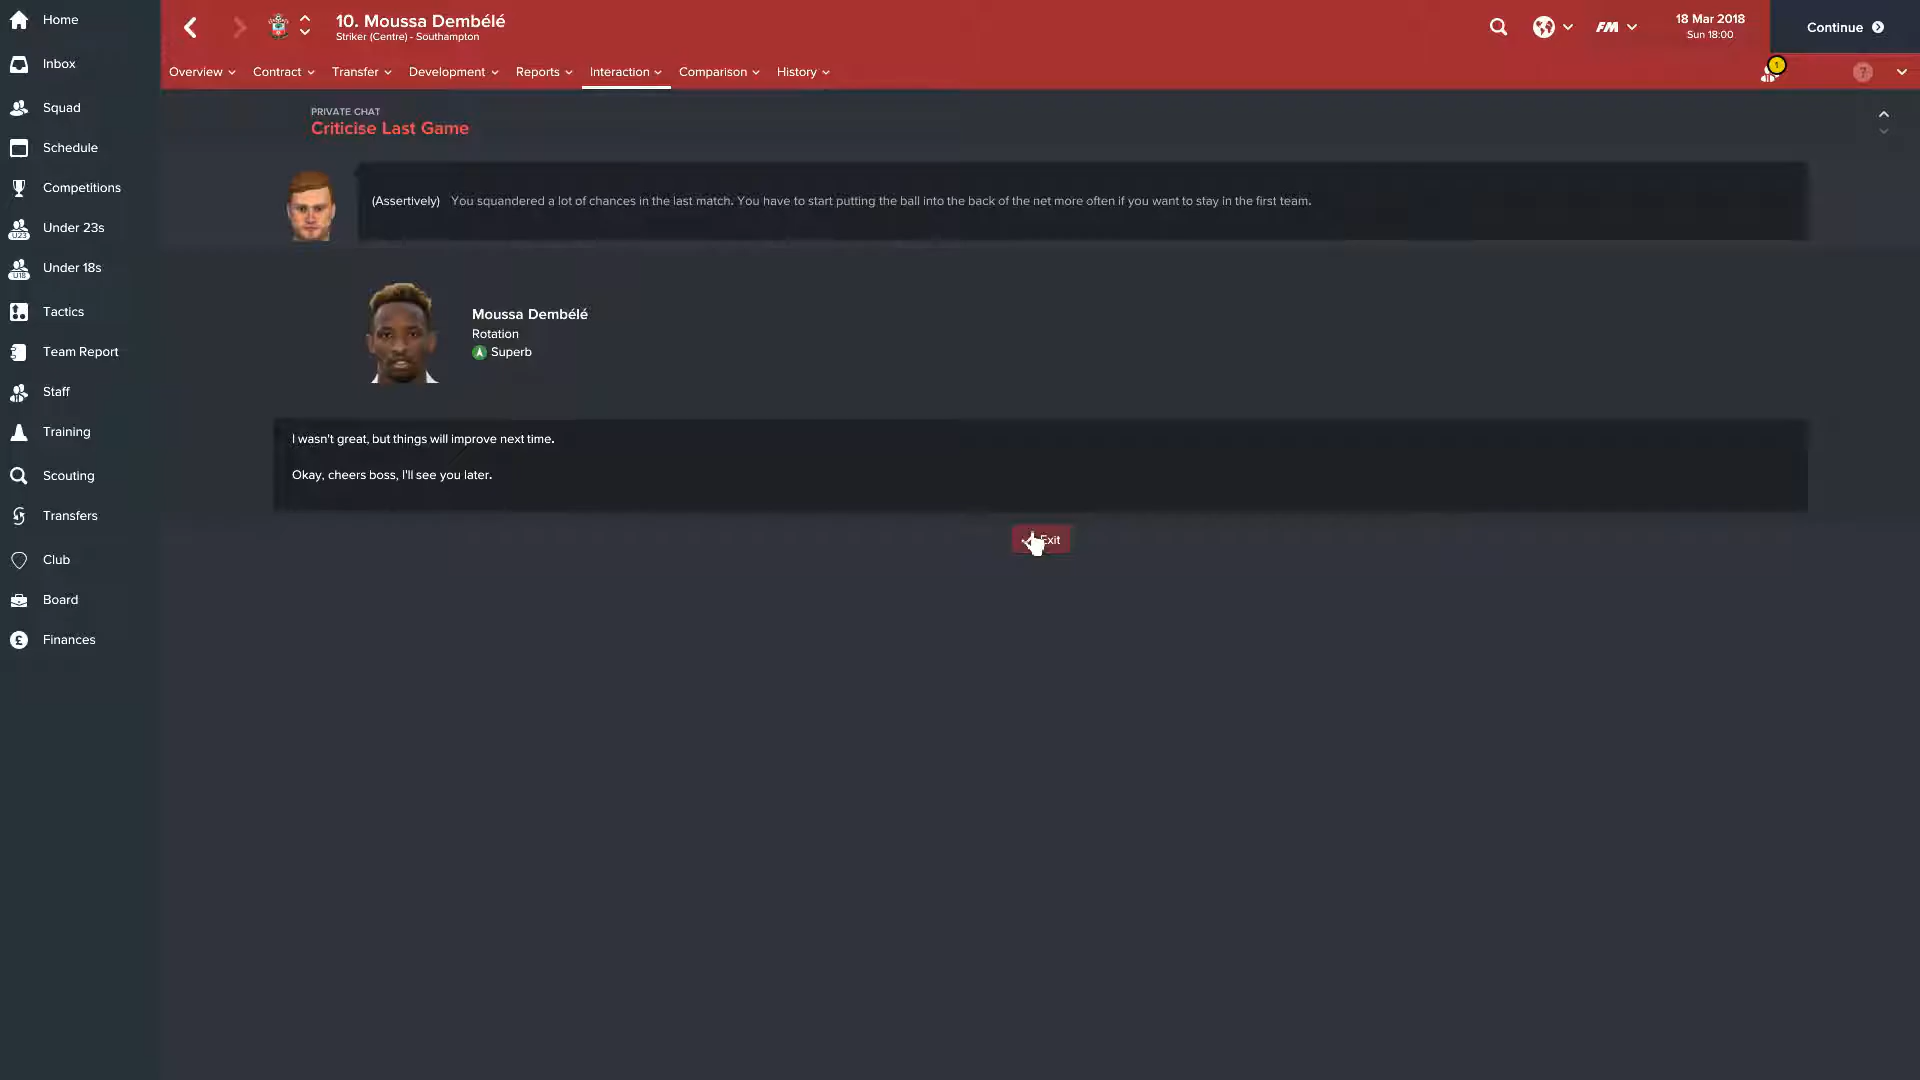 Home
Inbox
Squad
Schedule
Competitions
U23
Under 23s
U18
Under 18s
Tactics
Team Report
Staff
Training
Scouting
Transfers
Club
Board
£
Finances
10. Moussa Dembélé
Striker (Centre) - Southampton
FM
18 Mar 2018
Sun 18:00
Continue
Overview
Contract
Transfer
Development
Reports
Interaction
Comparison
History
1
?
PRIVATE CHAT
Criticise Last Game
(Assertively) You squandered a lot of chances in the last match. You have to start putting the ball into the back of the net more often if you want to stay in the first team.
Moussa Dembélé
Rotation
Superb
I wasn't great, but things will improve next time.
Okay, cheers boss, I'll see you later.
Exit